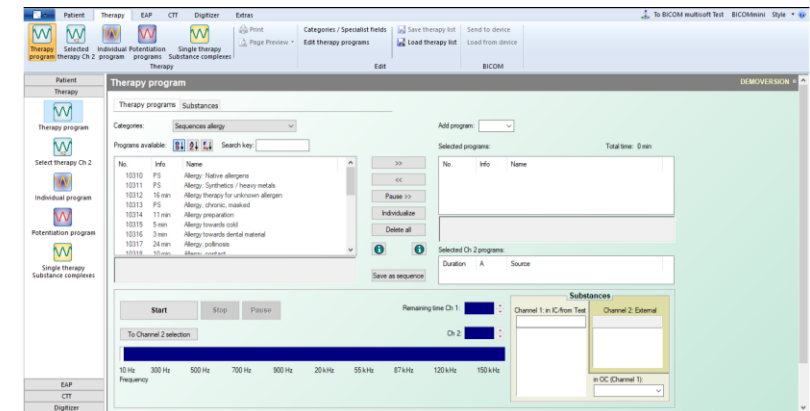 Patient Therapy EAP CTT Digitizer Extras To BICOM multisoft Test BICOMmini Style
Therapy program
Selected therapy Ch 2
Individual program
Potentiation programs
Single therapy Substance complexes
Print
Page Preview
Categories / Specialist fields
Edit therapy programs
Save therapy list
Load therapy list
Send to device
Load from device
Therapy Edit BICOM
Patient
Therapy
Therapy program
Select therapy Ch 2
Individual program
Potentiation program
Single therapy
Substance complexes
EAP
CTT
Digitizer
Therapy program DEMOVERSION
Therapy programs Substances
Categories: Sequences allergy Add program:
Programs available: Search key: Selected programs: Total time: 0 min
No. Info Name
10310 PS Allergy: Native allergens
10311 PS Allergy: Synthetics / heavy metals
10312 16 min Allergy therapy for unknown allergen
10313 PS Allergy, chronic, masked
10314 11 min Allergy preparation
10315 5 min Allergy towards cold
10316 3 min Allergy towards dental material
10317 24 min Allergy, pollinosis
10318 10 min Allergy, contact
>>
<<
Pause >>
Individualize
Delete all
Save as sequence
No. Info Name
Selected Ch 2 programs:
Duration A Source
Start Stop Pause Remaining time Ch 1:
To Channel 2 selection Ch 2:
10 Hz 300 Hz 500 Hz 700 Hz 900 Hz 20 kHz 55 kHz 87 kHz 120 kHz 150 kHz
Frequency
Substances
Channel 1: in IC/from Test Channel 2: External
in OC (Channel 1):